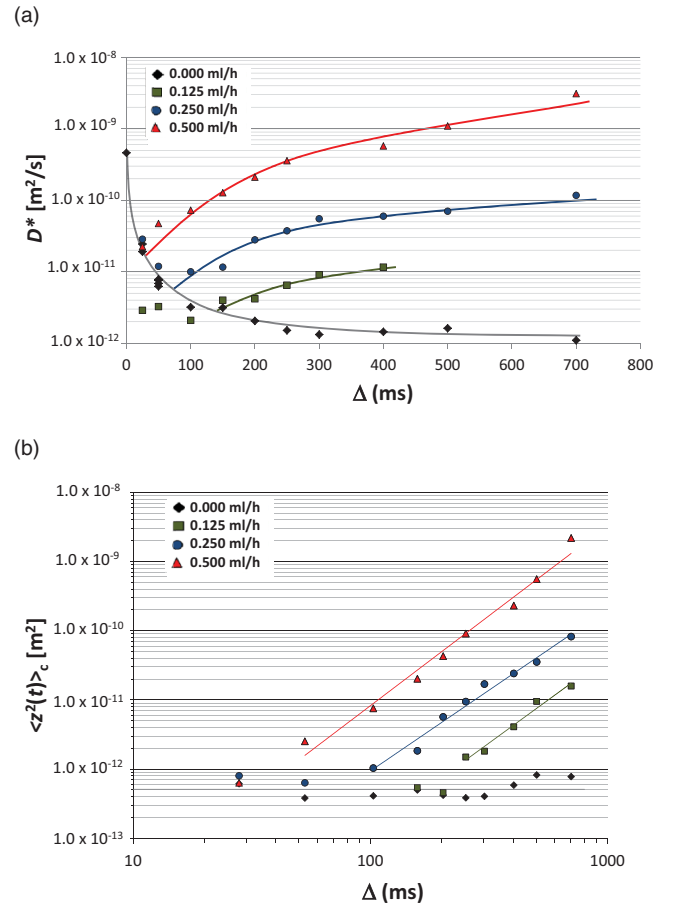 (a)
1.0 x 10⁻⁸
1.0 x 10⁻⁹
1.0 x 10⁻¹⁰
1.0 x 10⁻¹¹
1.0 x 10⁻¹²
D* [m²/s]
0.000 ml/h
0.125 ml/h
0.250 ml/h
0.500 ml/h
0 100 200 300 400 500 600 700 800
Δ (ms)
(b)
1.0 x 10⁻⁸
1.0 x 10⁻⁹
1.0 x 10⁻¹⁰
1.0 x 10⁻¹¹
1.0 x 10⁻¹²
1.0 x 10⁻¹³
<z²(t)>c [m²]
0.000 ml/h
0.125 ml/h
0.250 ml/h
0.500 ml/h
10 100 1000
Δ (ms)